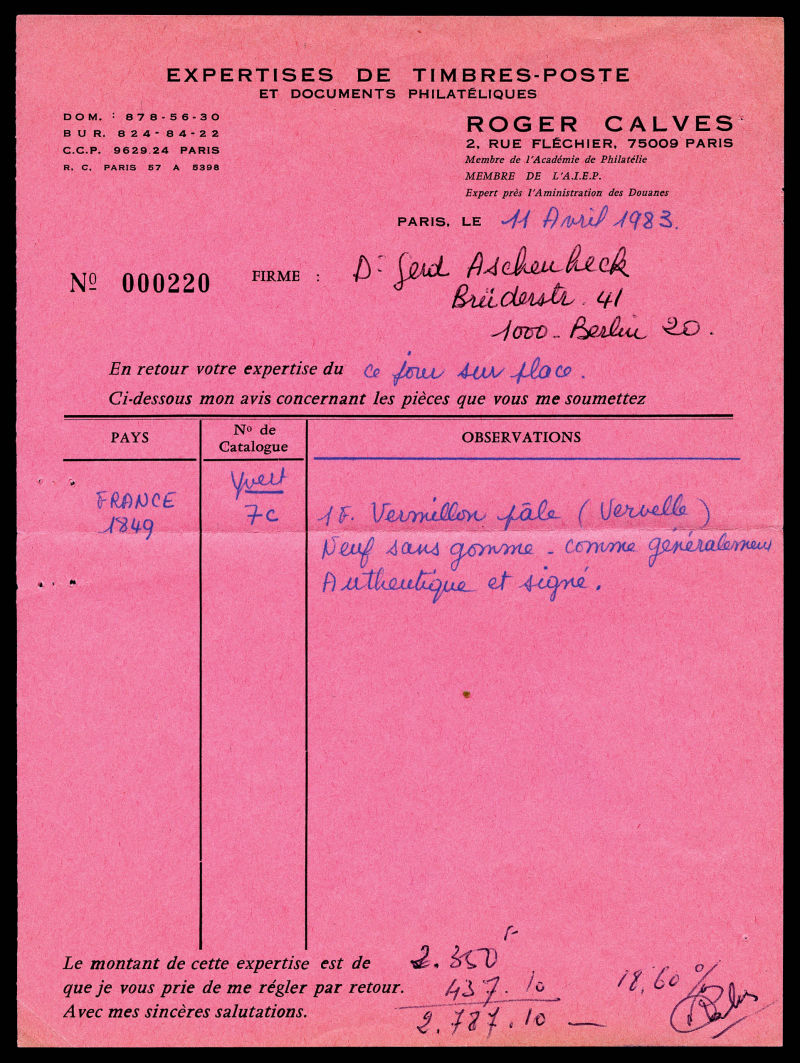 EXPERTISES DE TIMBRES-POSTE
ET DOCUMENTS PHILATÉLIQUES
DOM. : 878-56-30
BUR. 824-84-22
C.C.P. 9629.24 PARIS
R. C. PARIS 57 A 5398
ROGER CALVES
2, RUE FLÉCHIER, 75009 PARIS
Membre de l'Académie de Philatélie
MEMBRE DE L'A.I.E.P.
Expert près l'Aministration des Douanes
PARIS, LE 11 Avril 1983.
Nº 000220
FIRME : Dr Gerd Aschenbeck
Brüderstr. 41
1000 - Berlin 20.
En retour votre expertise du ce jour sur place.
Ci-dessous mon avis concernant les pièces que vous me soumettez
PAYS
Nº de
Catalogue
OBSERVATIONS
Yvert
FRANCE
1849
7c
1F. Vermillon pâle (Vervelle)
Neuf sans gomme - comme généralement
Authentique et signé.
Le montant de cette expertise est de 2.350 F
que je vous prie de me régler par retour. 437.10 18,60 %
Avec mes sincères salutations. 2.787.10 —
Calves